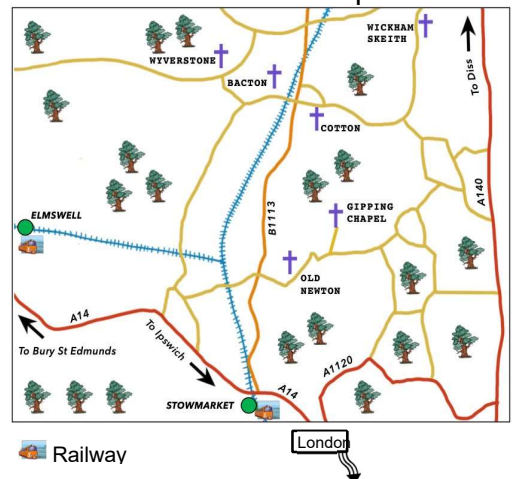 WICKHAM
SKEITH
WYVERSTONE
BACTON
To Diss
COTTON
A140
ELMSWELL
B1113
GIPPING
CHAPEL
OLD
NEWTON
A14
To Ipswich
To Bury St Edmunds
A1120
A14
STOWMARKET
London
Railway